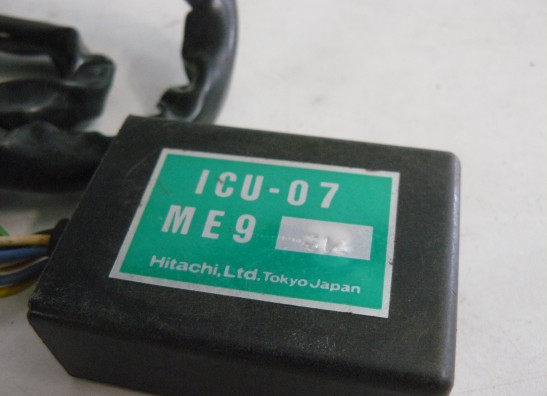 ICU-07
ME9
Hitachi, Ltd. Tokyo Japan